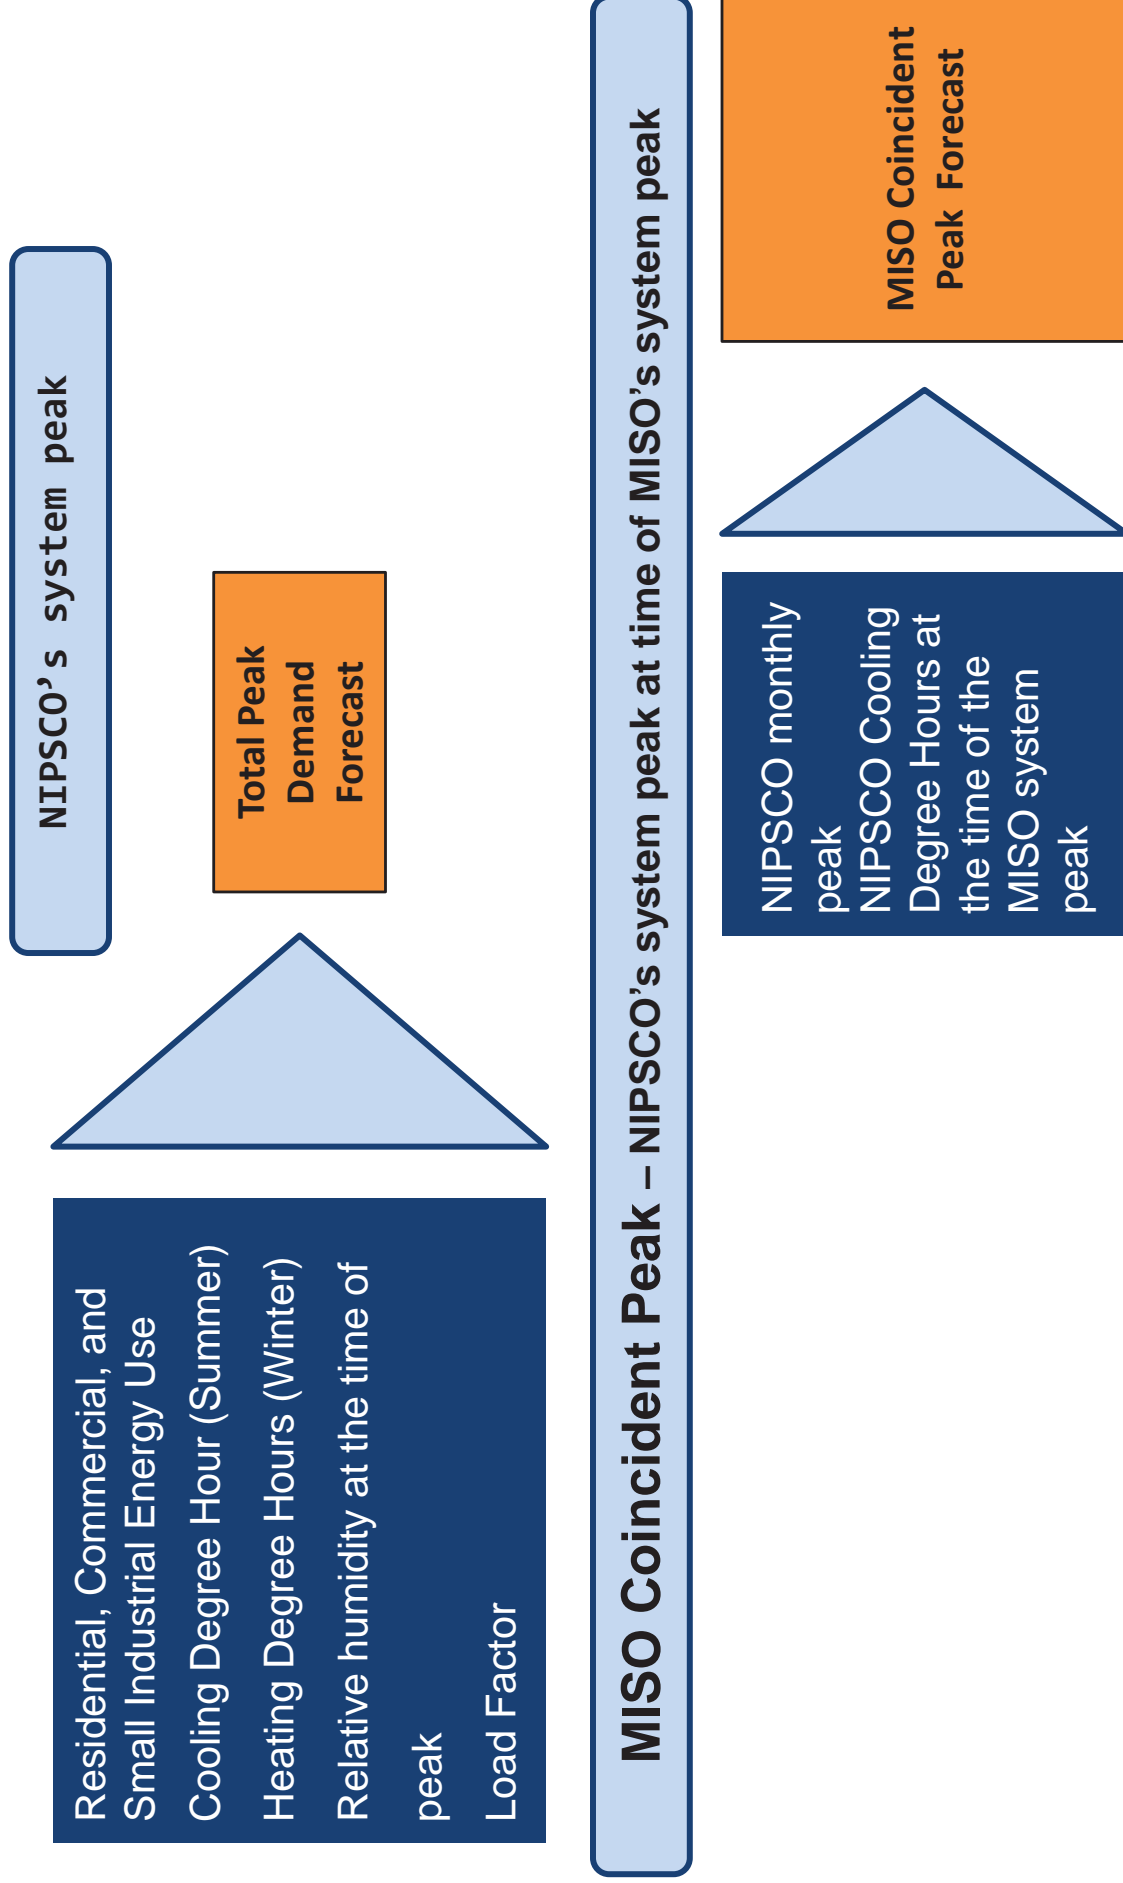 NIPSCO's system peak
Residential, Commercial, and
Small Industrial Energy Use
Cooling Degree Hour (Summer)
Heating Degree Hours (Winter)
Relative humidity at the time of
peak
Load Factor
Total Peak
Demand
Forecast
MISO Coincident Peak – NIPSCO's system peak at time of MISO's system peak
NIPSCO monthly
peak
NIPSCO Cooling
Degree Hours at
the time of the
MISO system
peak
MISO Coincident
Peak Forecast